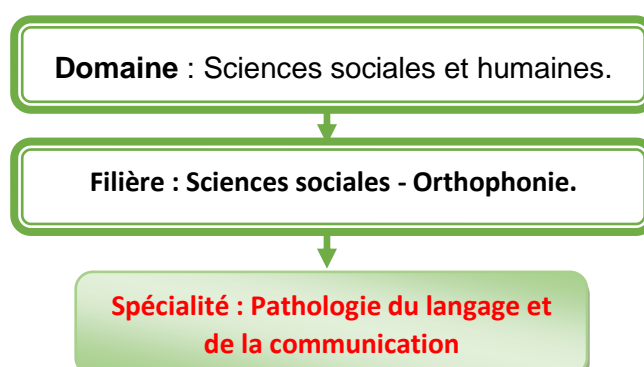 Domaine : Sciences sociales et humaines.
Filière : Sciences sociales - Orthophonie.
Spécialité : Pathologie du langage et
de la communication